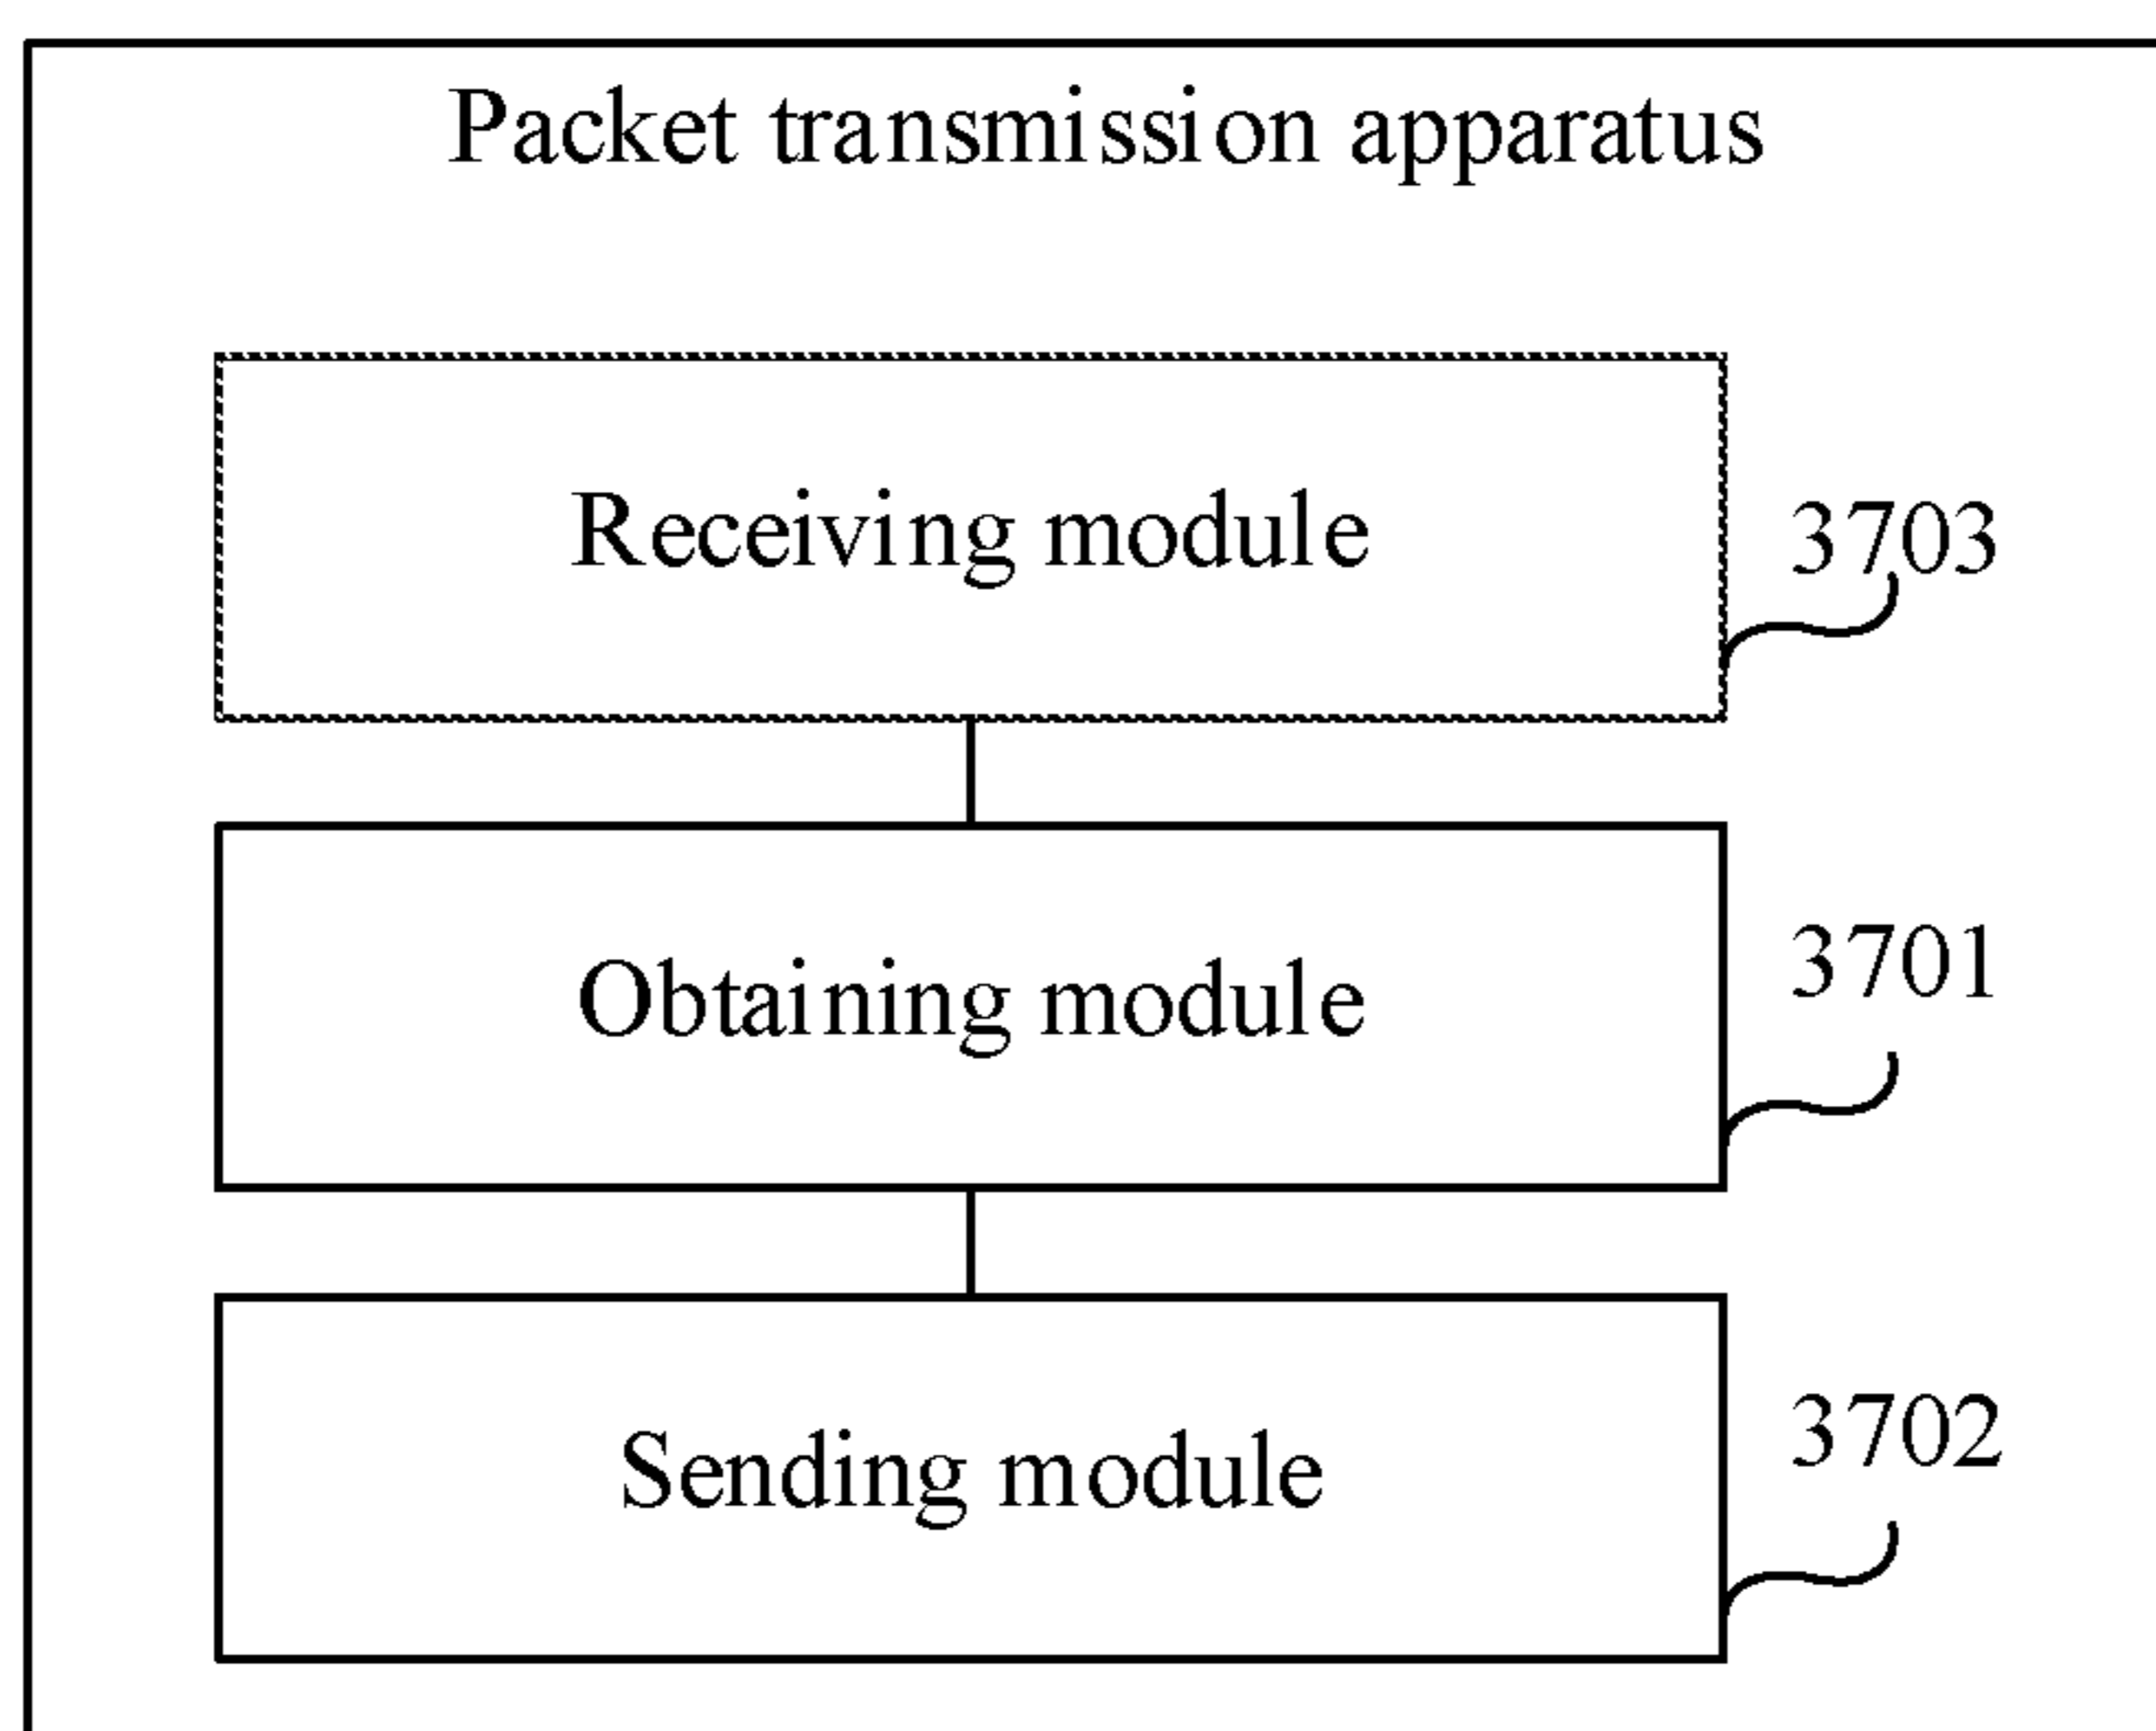 Packet transmission apparatus
Receiving module
3703
Obtaining module
3701
Sending module
3702